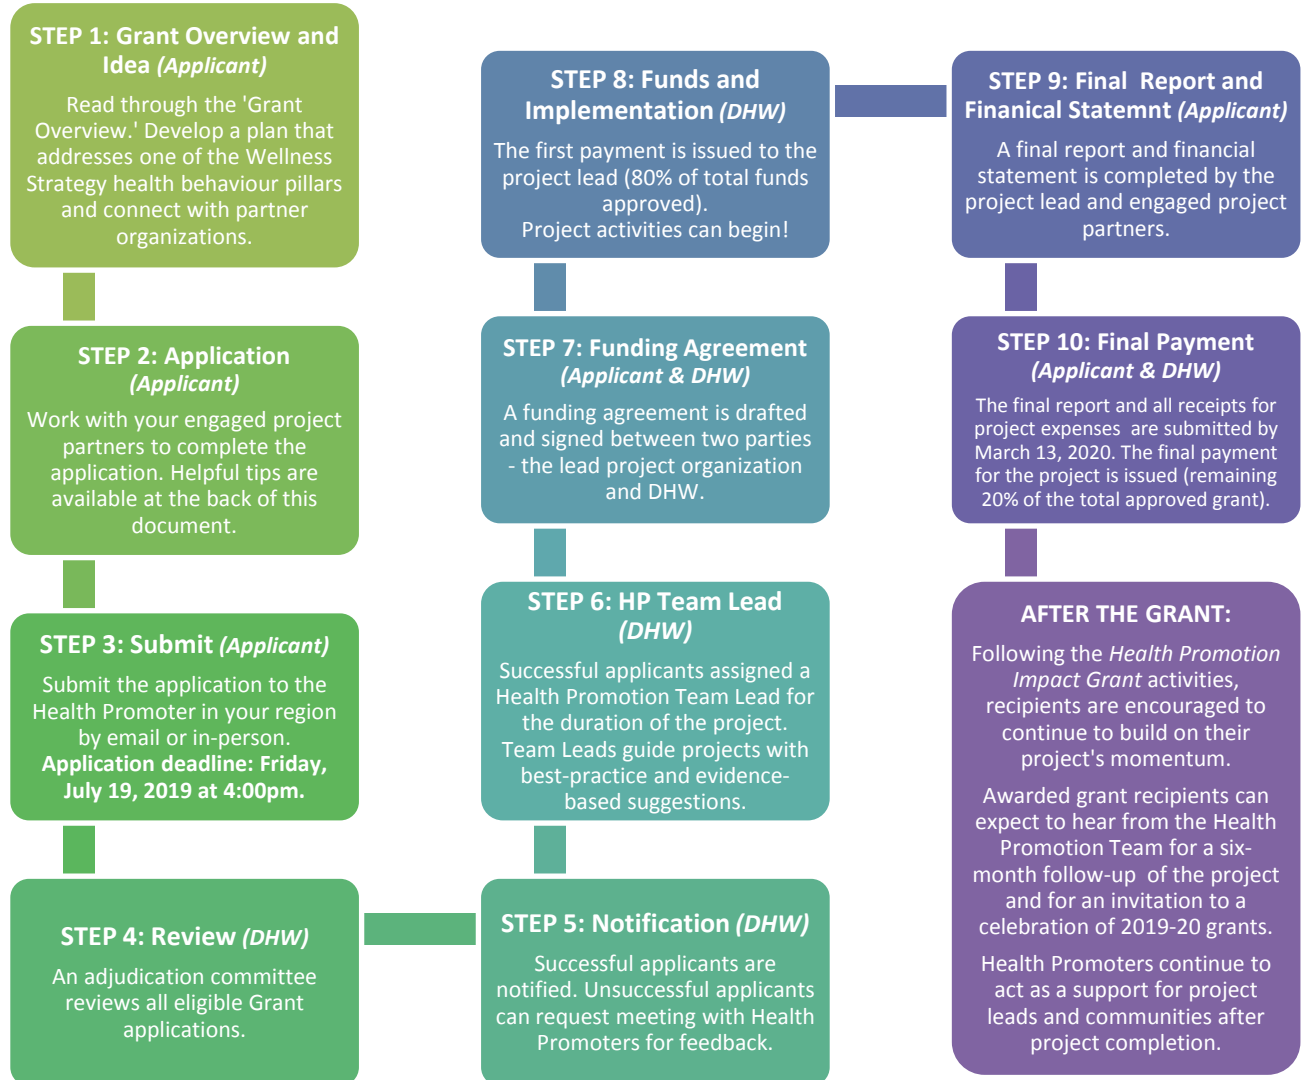 STEP 1: Grant Overview and
Idea (Applicant)
Read through the 'Grant
Overview.' Develop a plan that
addresses one of the Wellness
Strategy health behaviour pillars
and connect with partner
organizations.
STEP 2: Application
(Applicant)
Work with your engaged project
partners to complete the
application. Helpful tips are
available at the back of this
document.
STEP 3: Submit (Applicant)
Submit the application to the
Health Promoter in your region
by email or in-person.
Application deadline: Friday,
July 19, 2019 at 4:00pm.
STEP 4: Review (DHW)
An adjudication committee
reviews all eligible Grant
applications.
STEP 5: Notification (DHW)
Successful applicants are
notified. Unsuccessful applicants
can request meeting with Health
Promoters for feedback.
STEP 6: HP Team Lead
(DHW)
Successful applicants assigned a
Health Promotion Team Lead for
the duration of the project.
Team Leads guide projects with
best-practice and evidence-
based suggestions.
STEP 7: Funding Agreement
(Applicant & DHW)
A funding agreement is drafted
and signed between two parties
- the lead project organization
and DHW.
STEP 8: Funds and
Implementation (DHW)
The first payment is issued to the
project lead (80% of total funds
approved).
Project activities can begin!
STEP 9: Final Report and
Finanical Statemnt (Applicant)
A final report and financial
statement is completed by the
project lead and engaged project
partners.
STEP 10: Final Payment
(Applicant & DHW)
The final report and all receipts for
project expenses are submitted by
March 13, 2020. The final payment
for the project is issued (remaining
20% of the total approved grant).
AFTER THE GRANT:
Following the Health Promotion
Impact Grant activities,
recipients are encouraged to
continue to build on their
project's momentum.
Awarded grant recipients can
expect to hear from the Health
Promotion Team for a six-
month follow-up of the project
and for an invitation to a
celebration of 2019-20 grants.
Health Promoters continue to
act as a support for project
leads and communities after
project completion.